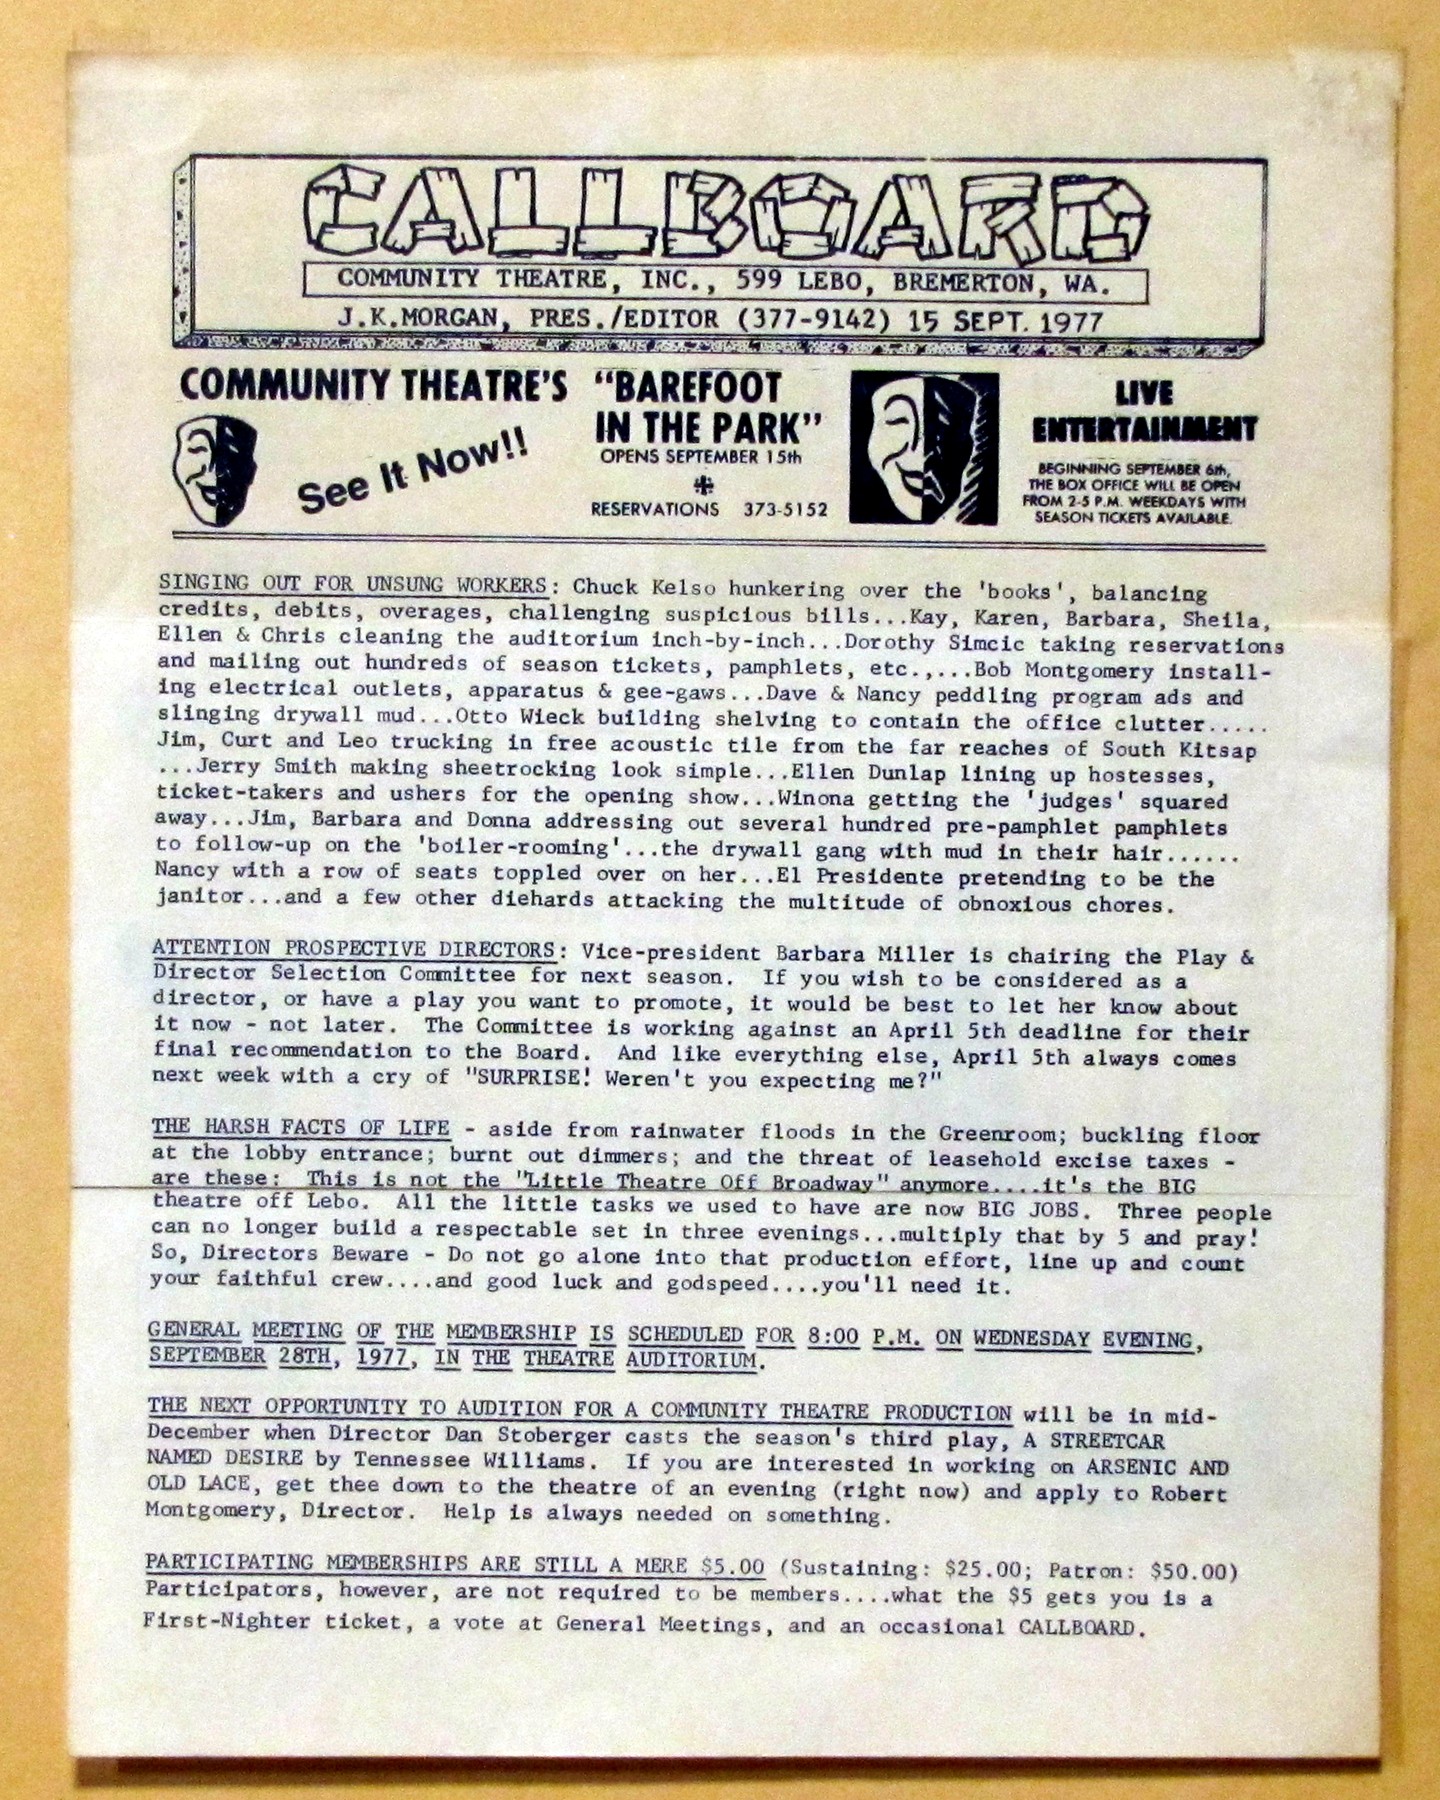 CALLBOARD
COMMUNITY THEATRE, INC., 599 LEBO, BREMERTON, WA.
J.K.MORGAN, PRES./EDITOR (377-9142) 15 SEPT. 1977
COMMUNITY THEATRE'S
See It Now!!
"BAREFOOT
IN THE PARK"
OPENS SEPTEMBER 15th
RESERVATIONS 373-5152
LIVE
ENTERTAINMENT
BEGINNING SEPTEMBER 6th,
THE BOX OFFICE WILL BE OPEN
FROM 2-5 P.M. WEEKDAYS WITH
SEASON TICKETS AVAILABLE.
SINGING OUT FOR UNSUNG WORKERS: Chuck Kelso hunkering over the 'books', balancing
credits, debits, overages, challenging suspicious bills...Kay, Karen, Barbara, Sheila,
Ellen & Chris cleaning the auditorium inch-by-inch...Dorothy Simcic taking reservations
and mailing out hundreds of season tickets, pamphlets, etc.,...Bob Montgomery install-
ing electrical outlets, apparatus & gee-gaws...Dave & Nancy peddling program ads and
slinging drywall mud...Otto Wieck building shelving to contain the office clutter.....
Jim, Curt and Leo trucking in free acoustic tile from the far reaches of South Kitsap
...Jerry Smith making sheetrocking look simple...Ellen Dunlap lining up hostesses,
ticket-takers and ushers for the opening show...Winona getting the 'judges' squared
away...Jim, Barbara and Donna addressing out several hundred pre-pamphlet pamphlets
to follow-up on the 'boiler-rooming'...the drywall gang with mud in their hair......
Nancy with a row of seats toppled over on her...El Presidente pretending to be the
janitor...and a few other diehards attacking the multitude of obnoxious chores.
ATTENTION PROSPECTIVE DIRECTORS: Vice-president Barbara Miller is chairing the Play &
Director Selection Committee for next season. If you wish to be considered as a
director, or have a play you want to promote, it would be best to let her know about
it now - not later. The Committee is working against an April 5th deadline for their
final recommendation to the Board. And like everything else, April 5th always comes
next week with a cry of "SURPRISE! Weren't you expecting me?"
THE HARSH FACTS OF LIFE - aside from rainwater floods in the Greenroom; buckling floor
at the lobby entrance; burnt out dimmers; and the threat of leasehold excise taxes -
are these: This is not the "Little Theatre Off Broadway" anymore....it's the BIG
theatre off Lebo. All the little tasks we used to have are now BIG JOBS. Three people
can no longer build a respectable set in three evenings...multiply that by 5 and pray!
So, Directors Beware - Do not go alone into that production effort, line up and count
your faithful crew....and good luck and godspeed....you'll need it.
GENERAL MEETING OF THE MEMBERSHIP IS SCHEDULED FOR 8:00 P.M. ON WEDNESDAY EVENING,
SEPTEMBER 28TH, 1977, IN THE THEATRE AUDITORIUM.
THE NEXT OPPORTUNITY TO AUDITION FOR A COMMUNITY THEATRE PRODUCTION will be in mid-
December when Director Dan Stoberger casts the season's third play, A STREETCAR
NAMED DESIRE by Tennessee Williams. If you are interested in working on ARSENIC AND
OLD LACE, get thee down to the theatre of an evening (right now) and apply to Robert
Montgomery, Director. Help is always needed on something.
PARTICIPATING MEMBERSHIPS ARE STILL A MERE $5.00 (Sustaining: $25.00; Patron: $50.00)
Participators, however, are not required to be members....what the $5 gets you is a
First-Nighter ticket, a vote at General Meetings, and an occasional CALLBOARD.